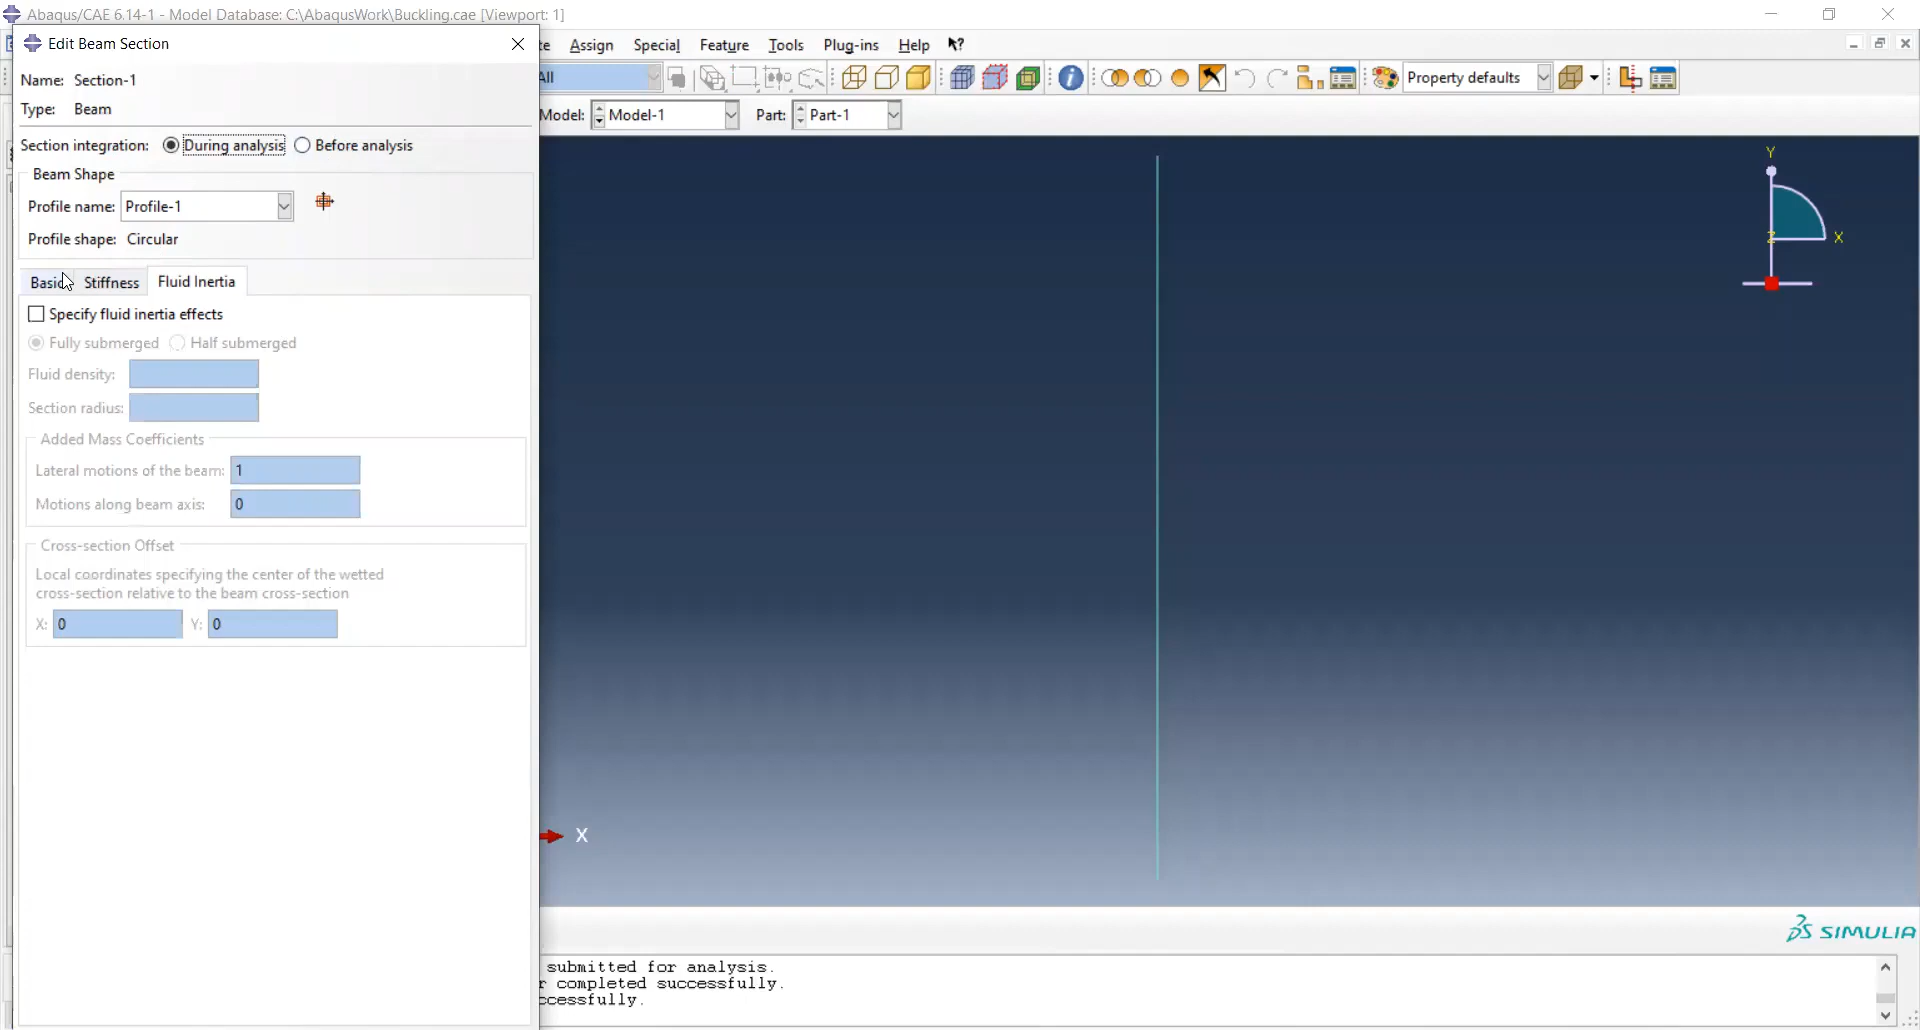 Abaqus/CAE 6.14-1 - Model Database: C:\AbaqusWork\Buckling.cae [Viewport: 1]
Edit Beam Section
te Assign Special Feature Tools Plug-ins Help ?
Name: Section-1
All
Property defaults
Type: Beam
Model: Model-1 Part: Part-1
Section integration: During analysis Before analysis
Beam Shape
Profile name: Profile-1
Profile shape: Circular
Basic Stiffness Fluid Inertia
Specify fluid inertia effects
Fully submerged Half submerged
Fluid density:
Section radius:
Added Mass Coefficients
Lateral motions of the beam: 1
Motions along beam axis: 0
Cross-section Offset
Local coordinates specifying the center of the wetted
cross-section relative to the beam cross-section
X: 0 Y: 0
Y
Z
X
X
SIMULIA
submitted for analysis.
r completed successfully.
ccessfully.